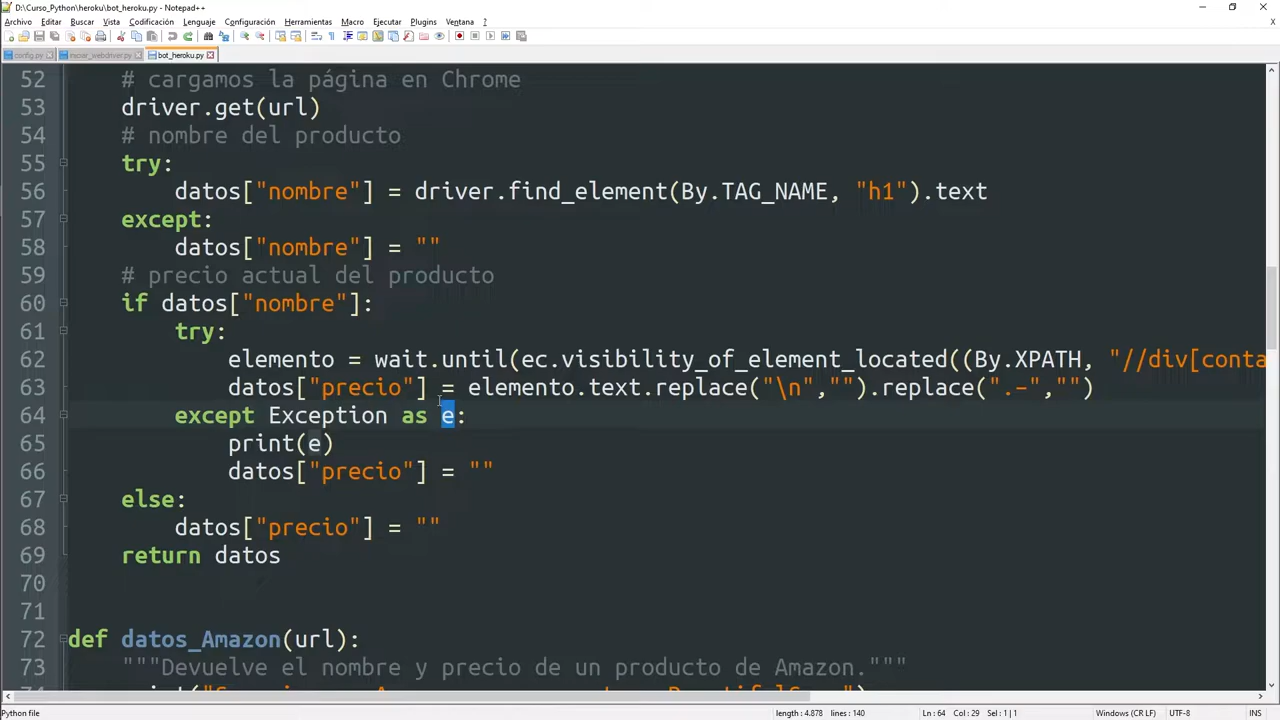 D:\Curso_Python\heroku\bot_heroku.py - Notepad++
Archivo Editar Buscar Vista Codificación Lenguaje Configuración Herramientas Macro Ejecutar Plugins Ventana ?
config.py iniciar_webdriver.py bot_heroku.py
52 # cargamos la página en Chrome
53 driver.get(url)
54 # nombre del producto
55 try:
56 datos["nombre"] = driver.find_element(By.TAG_NAME, "h1").text
57 except:
58 datos["nombre"] = ""
59 # precio actual del producto
60 if datos["nombre"]:
61 try:
62 elemento = wait.until(ec.visibility_of_element_located((By.XPATH, "//div[conta
63 datos["precio"] = elemento.text.replace("\n","").replace(".-","")
64 except Exception as e:
65 print(e)
66 datos["precio"] = ""
67 else:
68 datos["precio"] = ""
69 return datos
70
71
72 def datos_Amazon(url):
73 """Devuelve el nombre y precio de un producto de Amazon."""
Python file length : 4.878 lines : 140 Ln : 64 Col : 29 Sel : 1 | 1 Windows (CR LF) UTF-8 INS